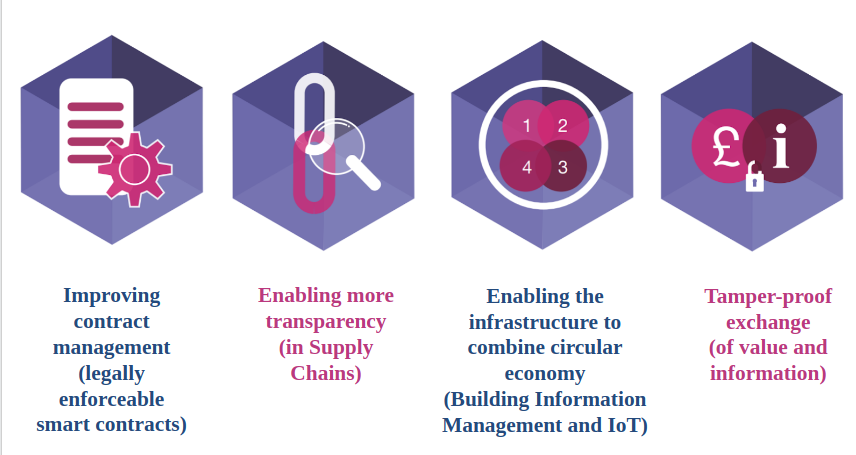 1 2
4 3
£ i
Improving
contract
management
(legally
enforceable
smart contracts)
Enabling more
transparency
(in Supply
Chains)
Enabling the
infrastructure to
combine circular
economy
(Building Information
Management and IoT)
Tamper-proof
exchange
(of value and
information)